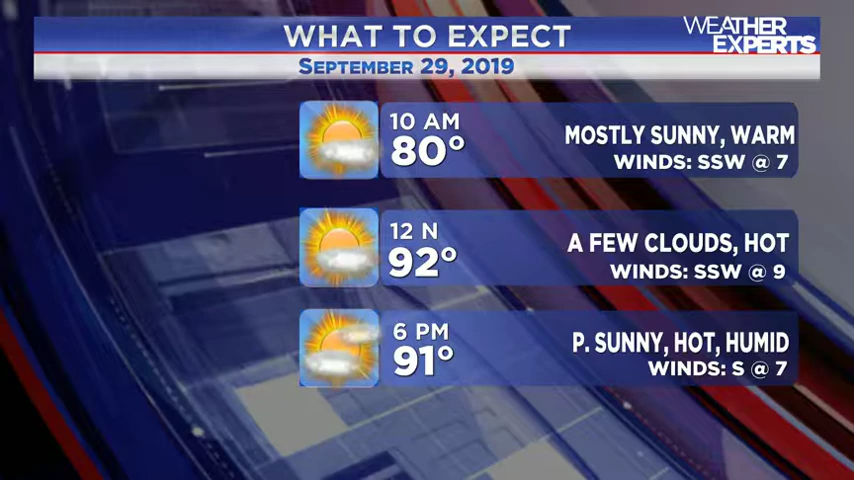 WHAT TO EXPECT
WEATHER
EXPERTS
SEPTEMBER 29, 2019
10 AM
80°
MOSTLY SUNNY, WARM
WINDS: SSW @ 7
12 N
92°
A FEW CLOUDS, HOT
WINDS: SSW @ 9
6 PM
91°
P. SUNNY, HOT, HUMID
WINDS: S @ 7